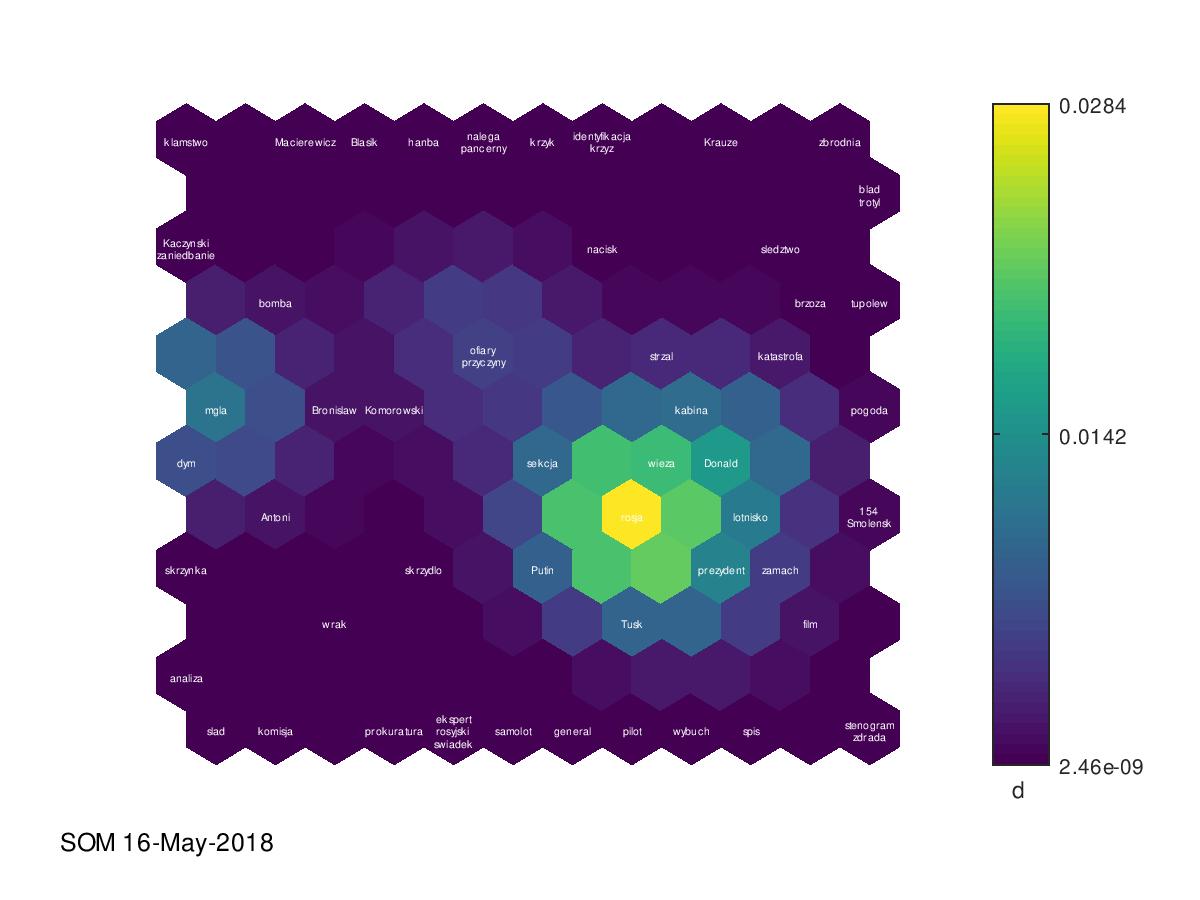 0.0284
klamstwo Macierewicz Blasik hanba nalega pancerny krzyk identyfikacja krzyz Krauze zbrodnia
blad
trotyl
Kaczynski
zaniedbanie
nacisk sledztwo
bomba brzoza tupolew
ofiary
przyczyny
strzal katastrofa
mgla Bronislaw Komorowski kabina pogoda
0.0142
dym sekcja wieza Donald
Antoni rosja lotnisko 154
Smolensk
skrzynka skrzydlo Putin prezydent zamach
wrak Tusk film
analiza
slad komisja prokuratura ekspert
rosyjski
swiadek
samolot general pilot wybuch spis stenogram
zdrada
2.46e-09
d
SOM 16-May-2018